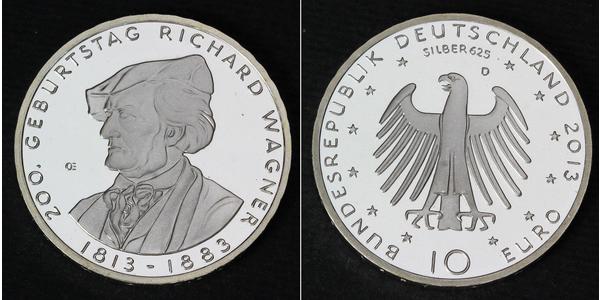 200. GEBURTSTAG RICHARD WAGNER
1813 - 1883
BUNDESREPUBLIK DEUTSCHLAND 2013
SILBER 625
D
10 EURO